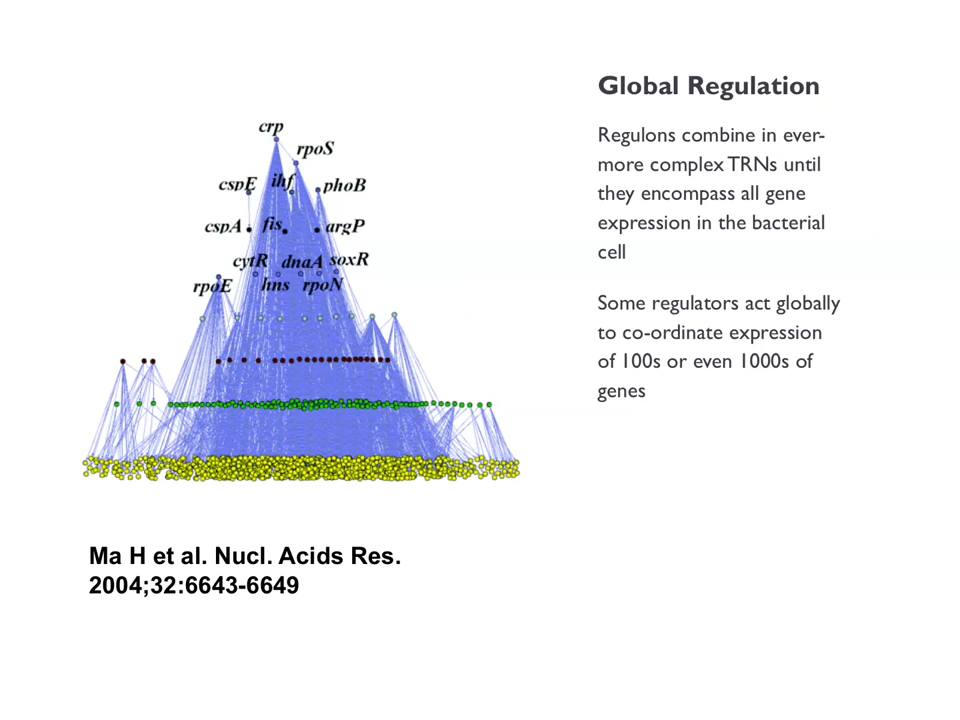 Global Regulation
Regulons combine in ever-
more complex TRNs until
they encompass all gene
expression in the bacterial
cell
Some regulators act globally
to co-ordinate expression
of 100s or even 1000s of
genes
crp
rpoS
cspE ihf phoB
cspA fis argP
cytR dnaA soxR
rpoE hns rpoN
Ma H et al. Nucl. Acids Res.
2004;32:6643-6649